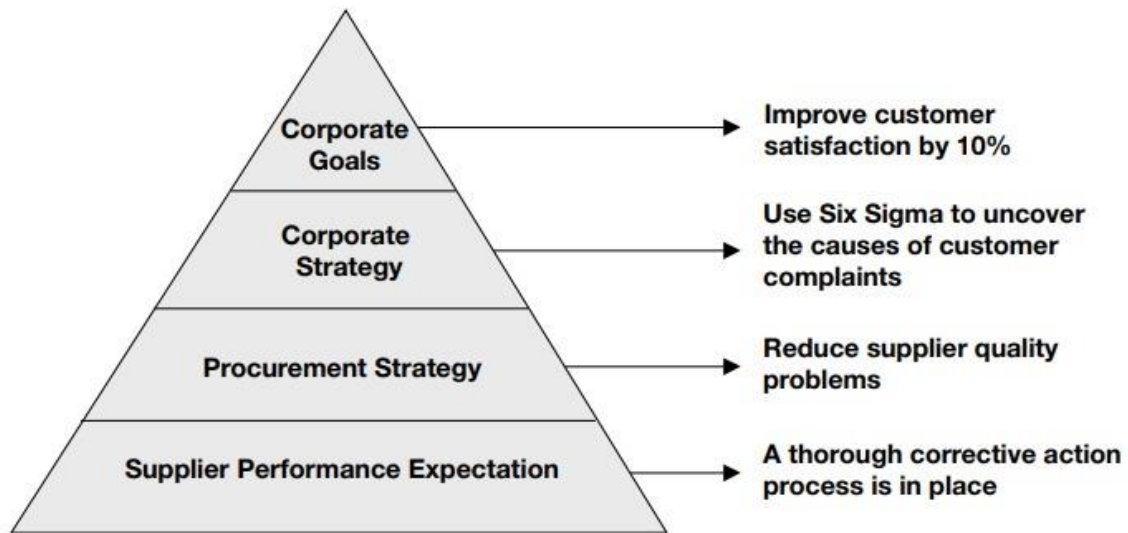 Corporate
Goals
Improve customer
satisfaction by 10%
Corporate
Strategy
Use Six Sigma to uncover
the causes of customer
complaints
Procurement Strategy
Reduce supplier quality
problems
Supplier Performance Expectation
A thorough corrective action
process is in place